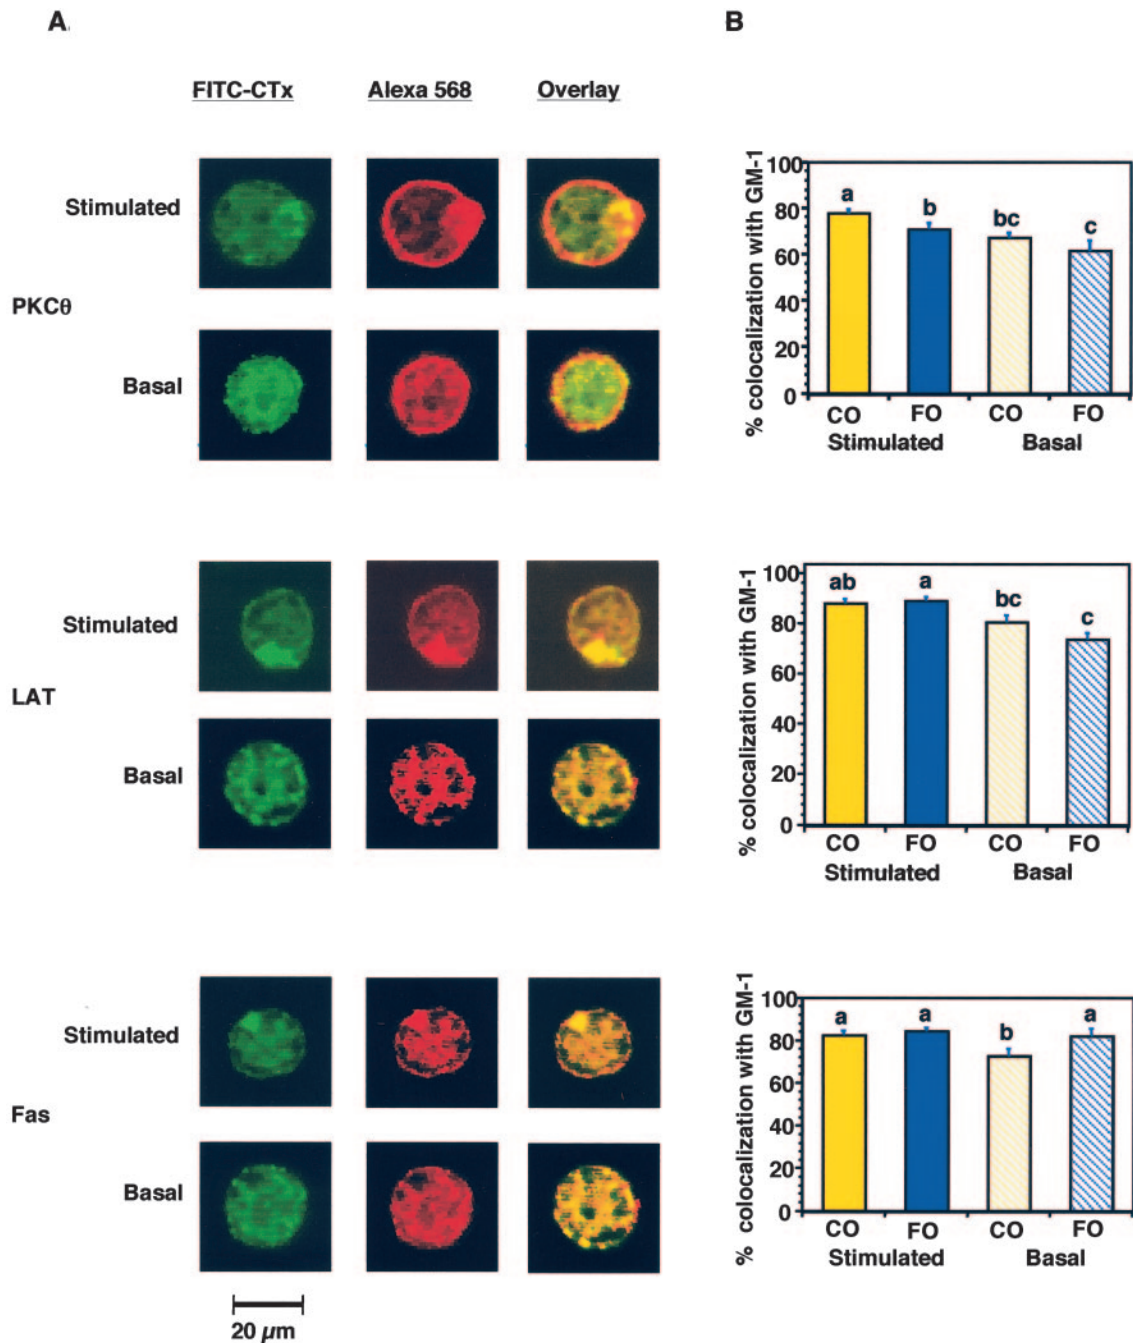 A
B
FITC-CTx Alexa 568 Overlay
Stimulated
PKCθ
Basal
% colocalization with GM-1
100
80
60
40
20
0
a b bc c
CO FO CO FO
Stimulated Basal
Stimulated
LAT
Basal
% colocalization with GM-1
100
80
60
40
20
0
ab a bc c
CO FO CO FO
Stimulated Basal
Stimulated
Fas
Basal
% colocalization with GM-1
100
80
60
40
20
0
a a b a
CO FO CO FO
Stimulated Basal
20 µm